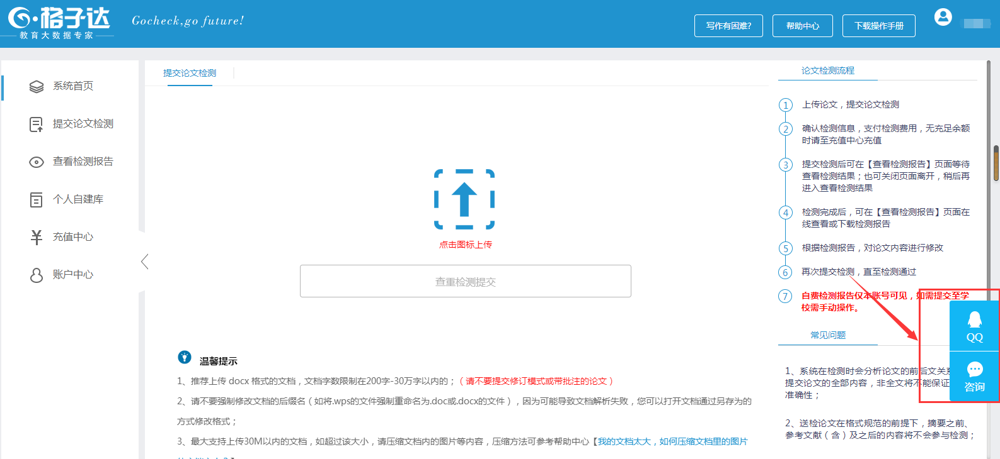 格子达
教育大数据专家
Gocheck,go future!
写作有困难?
帮助中心
下载操作手册
系统首页
提交论文检测
查看检测报告
个人自建库
充值中心
账户中心
提交论文检测
点击图标上传
查重检测提交
温馨提示
1、推荐上传 docx 格式的文档，文档字数限制在200字-30万字以内的；（请不要提交修订模式或带批注的论文）
2、请不要强制修改文档的后缀名（如将.wps的文件强制重命名为.doc或.docx的文件），因为可能导致文档解析失败，您可以打开文档通过另存为的
方式修改格式；
3、最大支持上传30M以内的文档，如超过该大小，请压缩文档内的图片等内容，压缩方法可参考帮助中心【我的文档太大，如何压缩文档里的图片
论文检测流程
1 上传论文，提交论文检测
2 确认检测信息，支付检测费用，无充足余额
时请至充值中心充值
3 提交检测后可在【查看检测报告】页面等待
查看检测结果；也可关闭页面离开，稍后再
进入查看检测结果
4 检测完成后，可在【查看检测报告】页面在
线查看或下载检测报告
5 根据检测报告，对论文内容进行修改
6 再次提交检测，直至检测通过
7 自费检测报告仅本账号可见，如需提交至学
校需手动操作。
常见问题
1、系统在检测时会分析论文的前后文关
提交论文的全部内容，非全文将不能保证
准确性；
2、送检论文在格式规范的前提下，摘要之前、
参考文献（含）及之后的内容将不会参与检测；
QQ
咨询